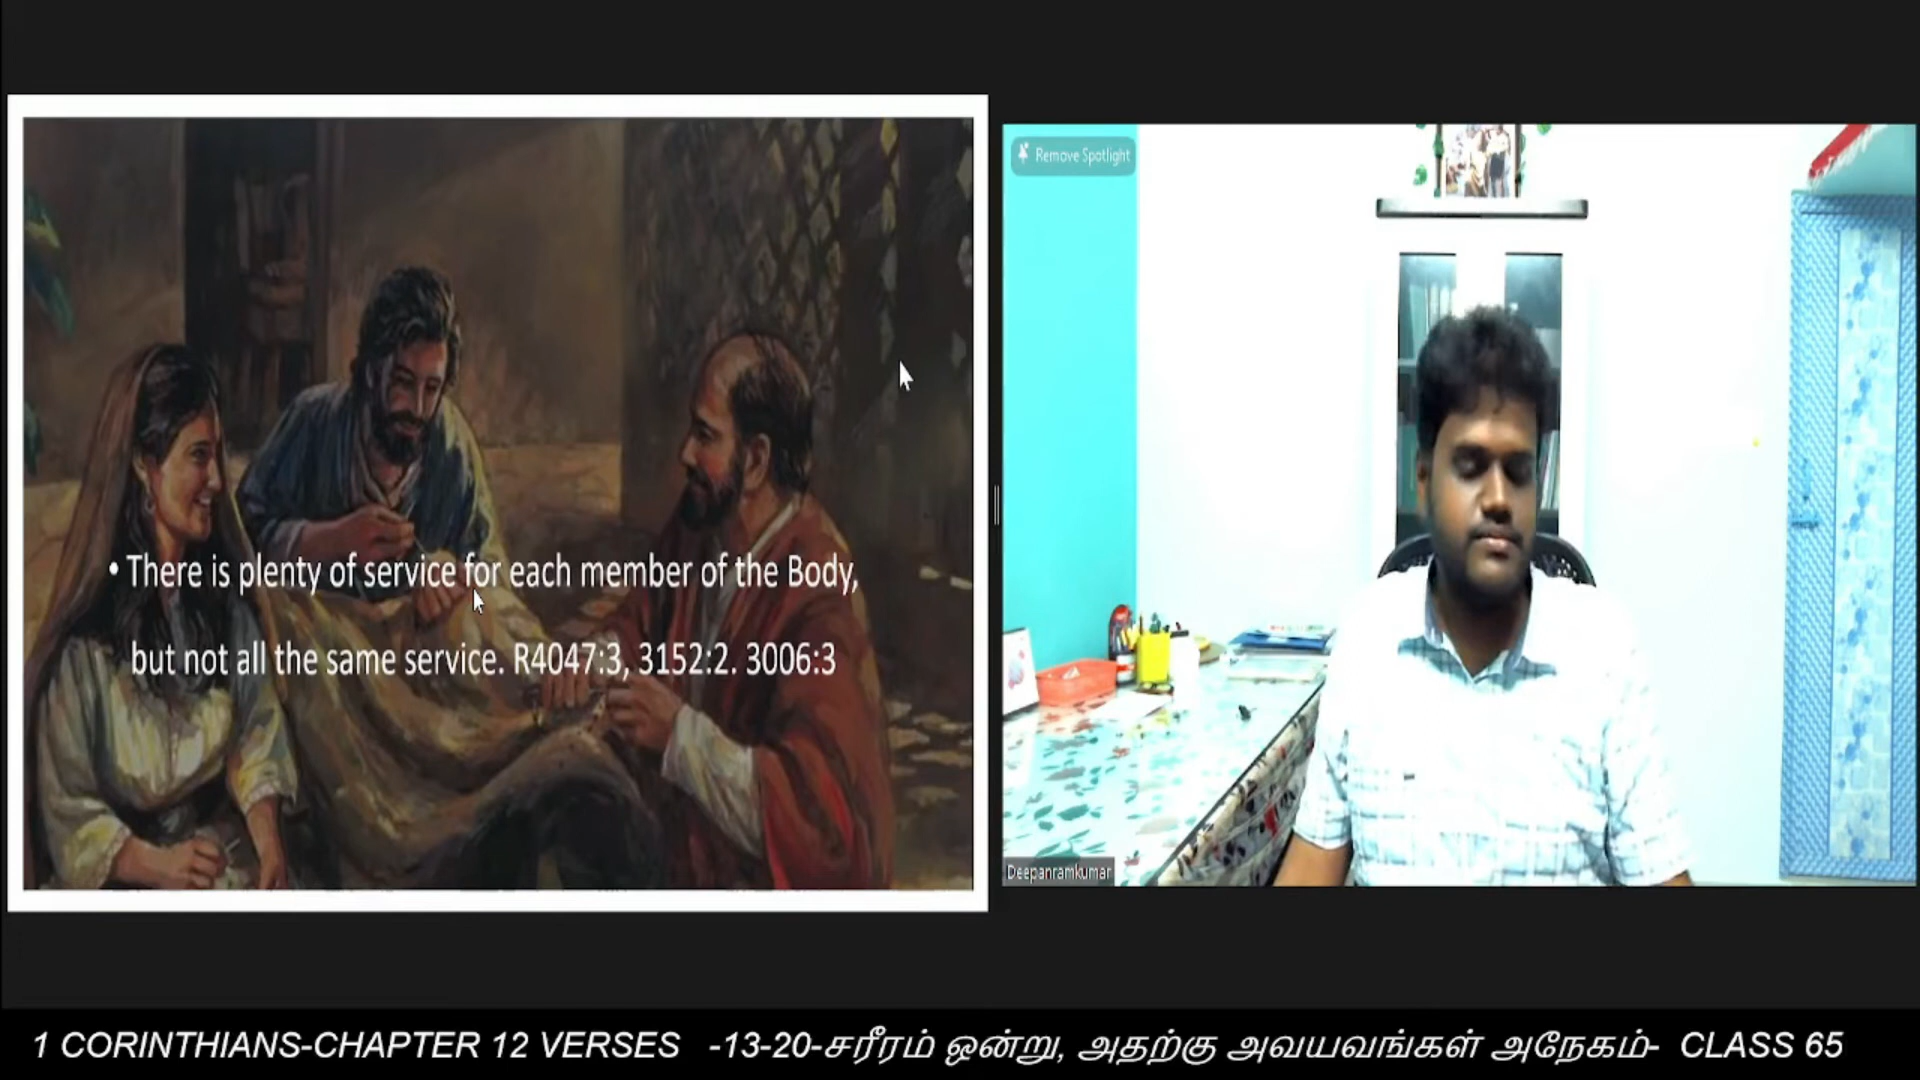 • There is plenty of service for each member of the Body,
but not all the same service. R4047:3, 3152:2. 3006:3
Remove Spotlight
Deepanramkumar
1 CORINTHIANS-CHAPTER 12 VERSES -13-20-சரீரம் ஒன்று, அதற்கு அவயவங்கள் அநேகம்- CLASS 65